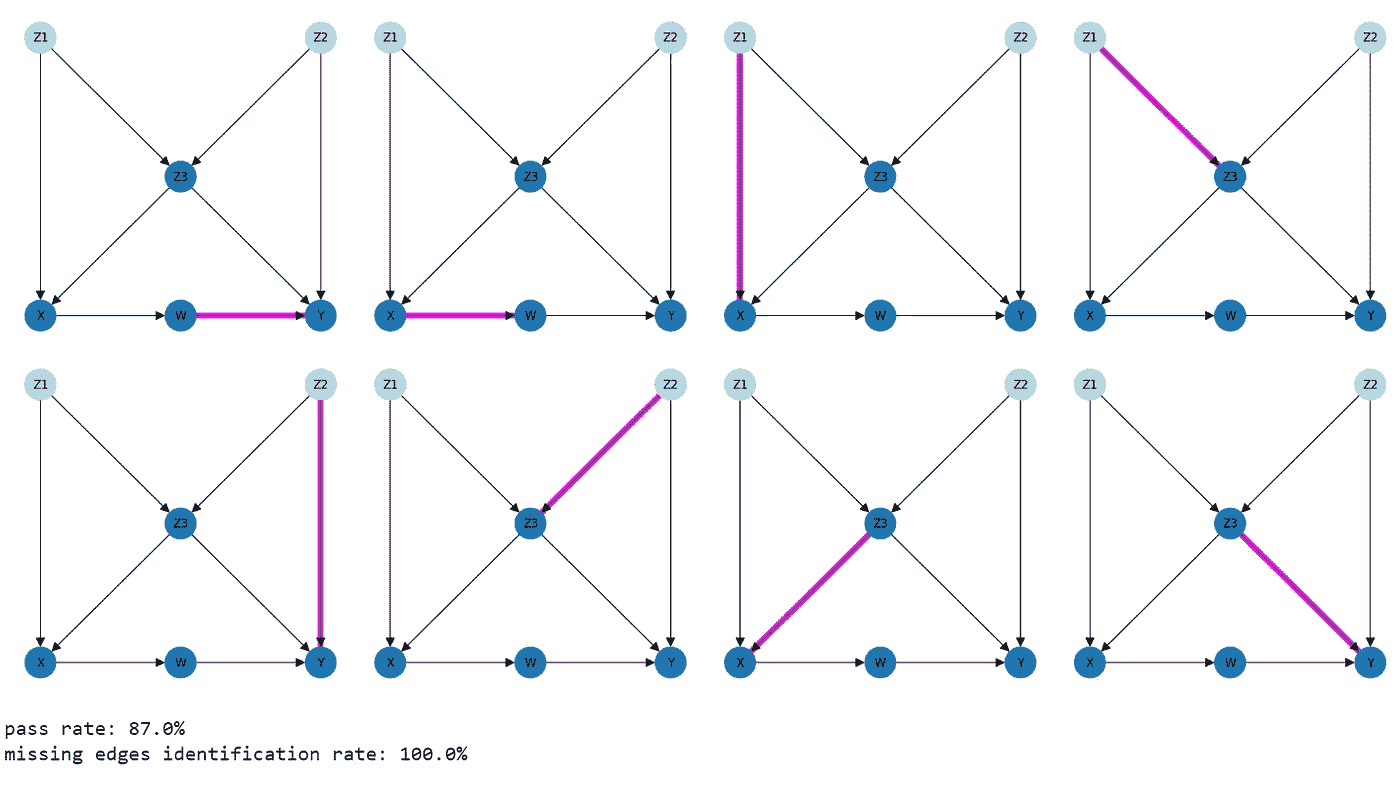 Z1 Z2 Z1 Z2 Z1 Z2 Z1 Z2
Z3 Z3 Z3 Z3
X W Y X W Y X W Y X W Y
Z1 Z2 Z1 Z2 Z1 Z2 Z1 Z2
Z3 Z3 Z3 Z3
X W Y X W Y X W Y X W Y
pass rate: 87.0%
missing edges identification rate: 100.0%